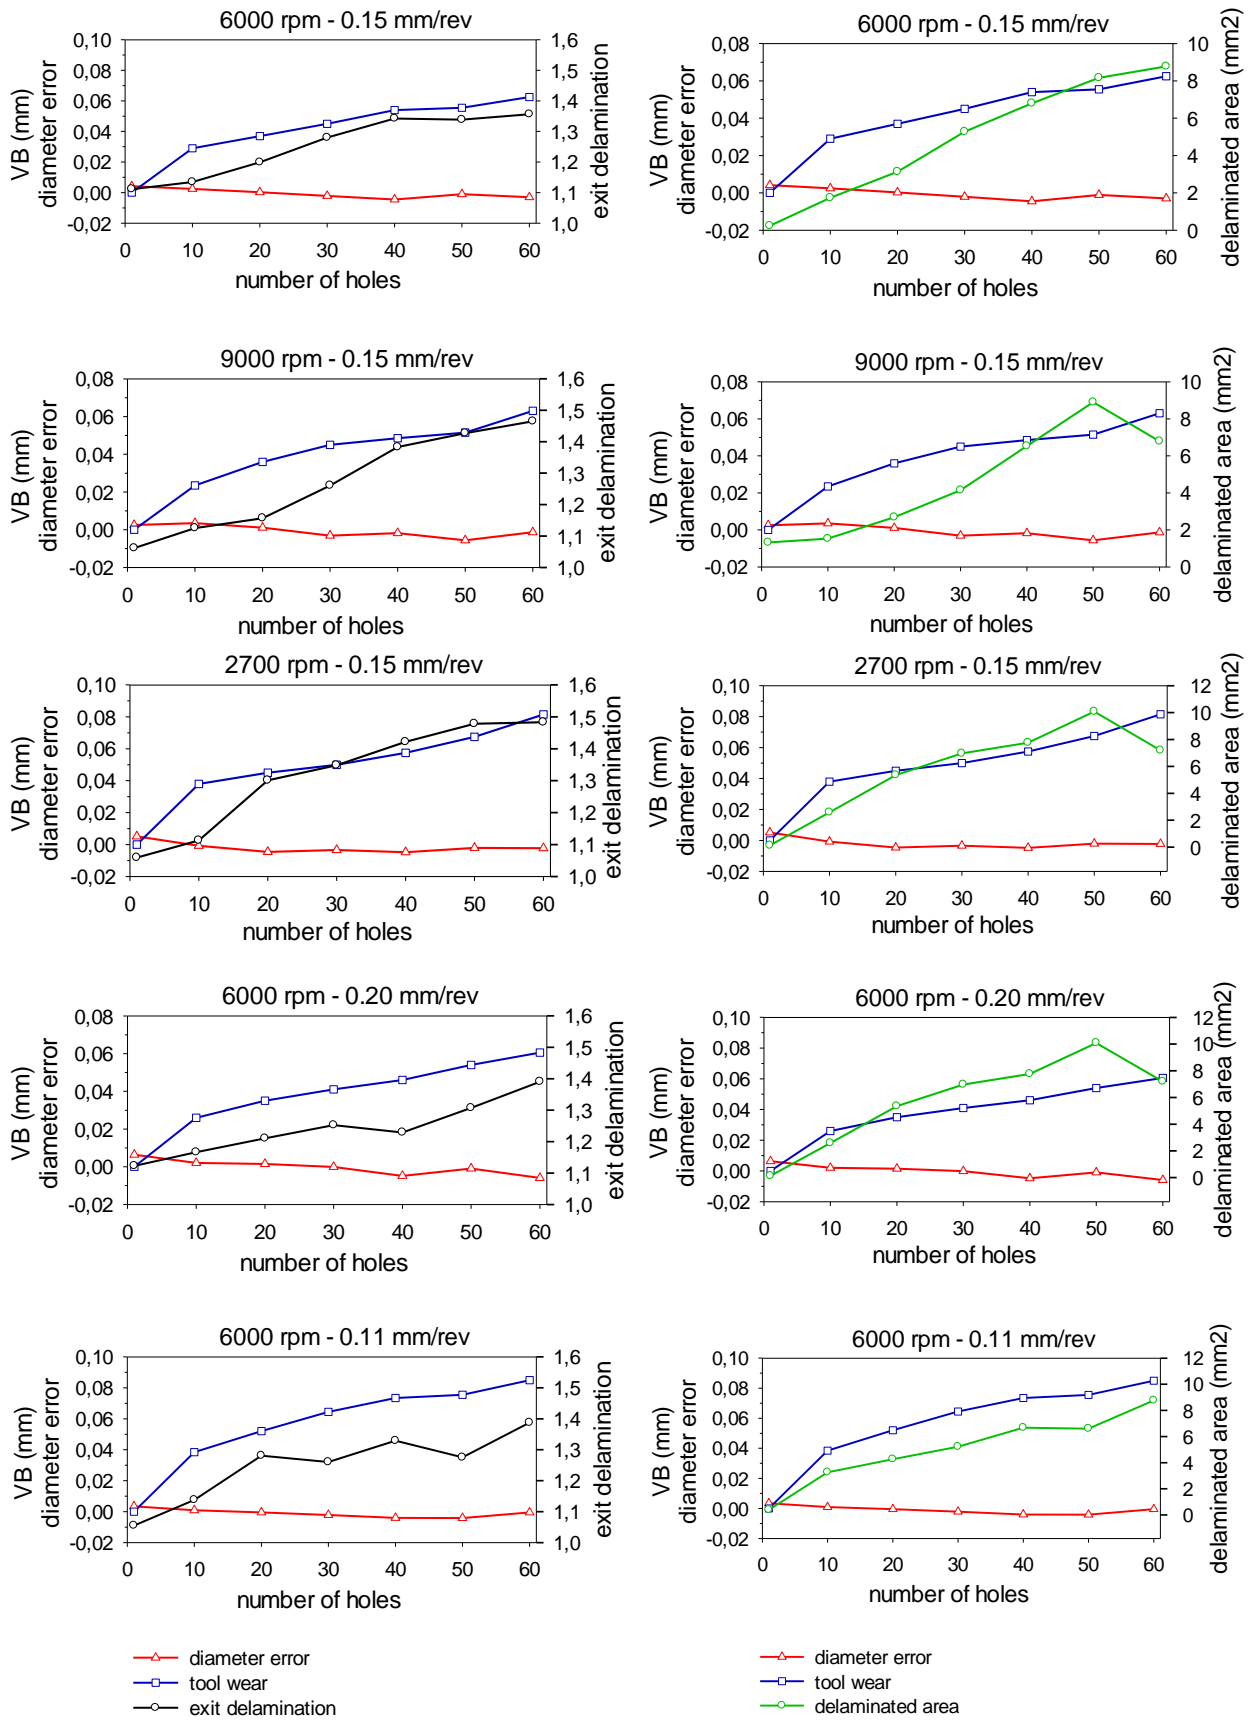 6000 rpm - 0.15 mm/rev
VB (mm)
diameter error
0,10
0,08
0,06
0,04
0,02
0,00
-0,02
1,6
1,5
1,4
1,3
1,2
1,1
1,0
exit delamination
0 10 20 30 40 50 60
number of holes
6000 rpm - 0.15 mm/rev
VB (mm)
diameter error
0,08
0,06
0,04
0,02
0,00
-0,02
10
8
6
4
2
0
delaminated area (mm2)
0 10 20 30 40 50 60
number of holes
9000 rpm - 0.15 mm/rev
VB (mm)
diameter error
0,08
0,06
0,04
0,02
0,00
-0,02
1,6
1,5
1,4
1,3
1,2
1,1
1,0
exit delamination
0 10 20 30 40 50 60
number of holes
9000 rpm - 0.15 mm/rev
VB (mm)
diameter error
0,08
0,06
0,04
0,02
0,00
-0,02
10
8
6
4
2
0
delaminated area (mm2)
0 10 20 30 40 50 60
number of holes
2700 rpm - 0.15 mm/rev
VB (mm)
diameter error
0,10
0,08
0,06
0,04
0,02
0,00
-0,02
1,6
1,5
1,4
1,3
1,2
1,1
1,0
exit delamination
0 10 20 30 40 50 60
number of holes
2700 rpm - 0.15 mm/rev
VB (mm)
diameter error
0,10
0,08
0,06
0,04
0,02
0,00
-0,02
12
10
8
6
4
2
0
delaminated area (mm2)
0 10 20 30 40 50 60
number of holes
6000 rpm - 0.20 mm/rev
VB (mm)
diameter error
0,08
0,06
0,04
0,02
0,00
-0,02
1,6
1,5
1,4
1,3
1,2
1,1
1,0
exit delamination
0 10 20 30 40 50 60
number of holes
6000 rpm - 0.20 mm/rev
VB (mm)
diameter error
0,10
0,08
0,06
0,04
0,02
0,00
-0,02
12
10
8
6
4
2
0
delaminated area (mm2)
0 10 20 30 40 50 60
number of holes
6000 rpm - 0.11 mm/rev
VB (mm)
diameter error
0,10
0,08
0,06
0,04
0,02
0,00
-0,02
1,6
1,5
1,4
1,3
1,2
1,1
1,0
exit delamination
0 10 20 30 40 50 60
number of holes
6000 rpm - 0.11 mm/rev
VB (mm)
diameter error
0,10
0,08
0,06
0,04
0,02
0,00
-0,02
12
10
8
6
4
2
0
delaminated area (mm2)
0 10 20 30 40 50 60
number of holes
diameter error
tool wear
exit delamination
diameter error
tool wear
delaminated area